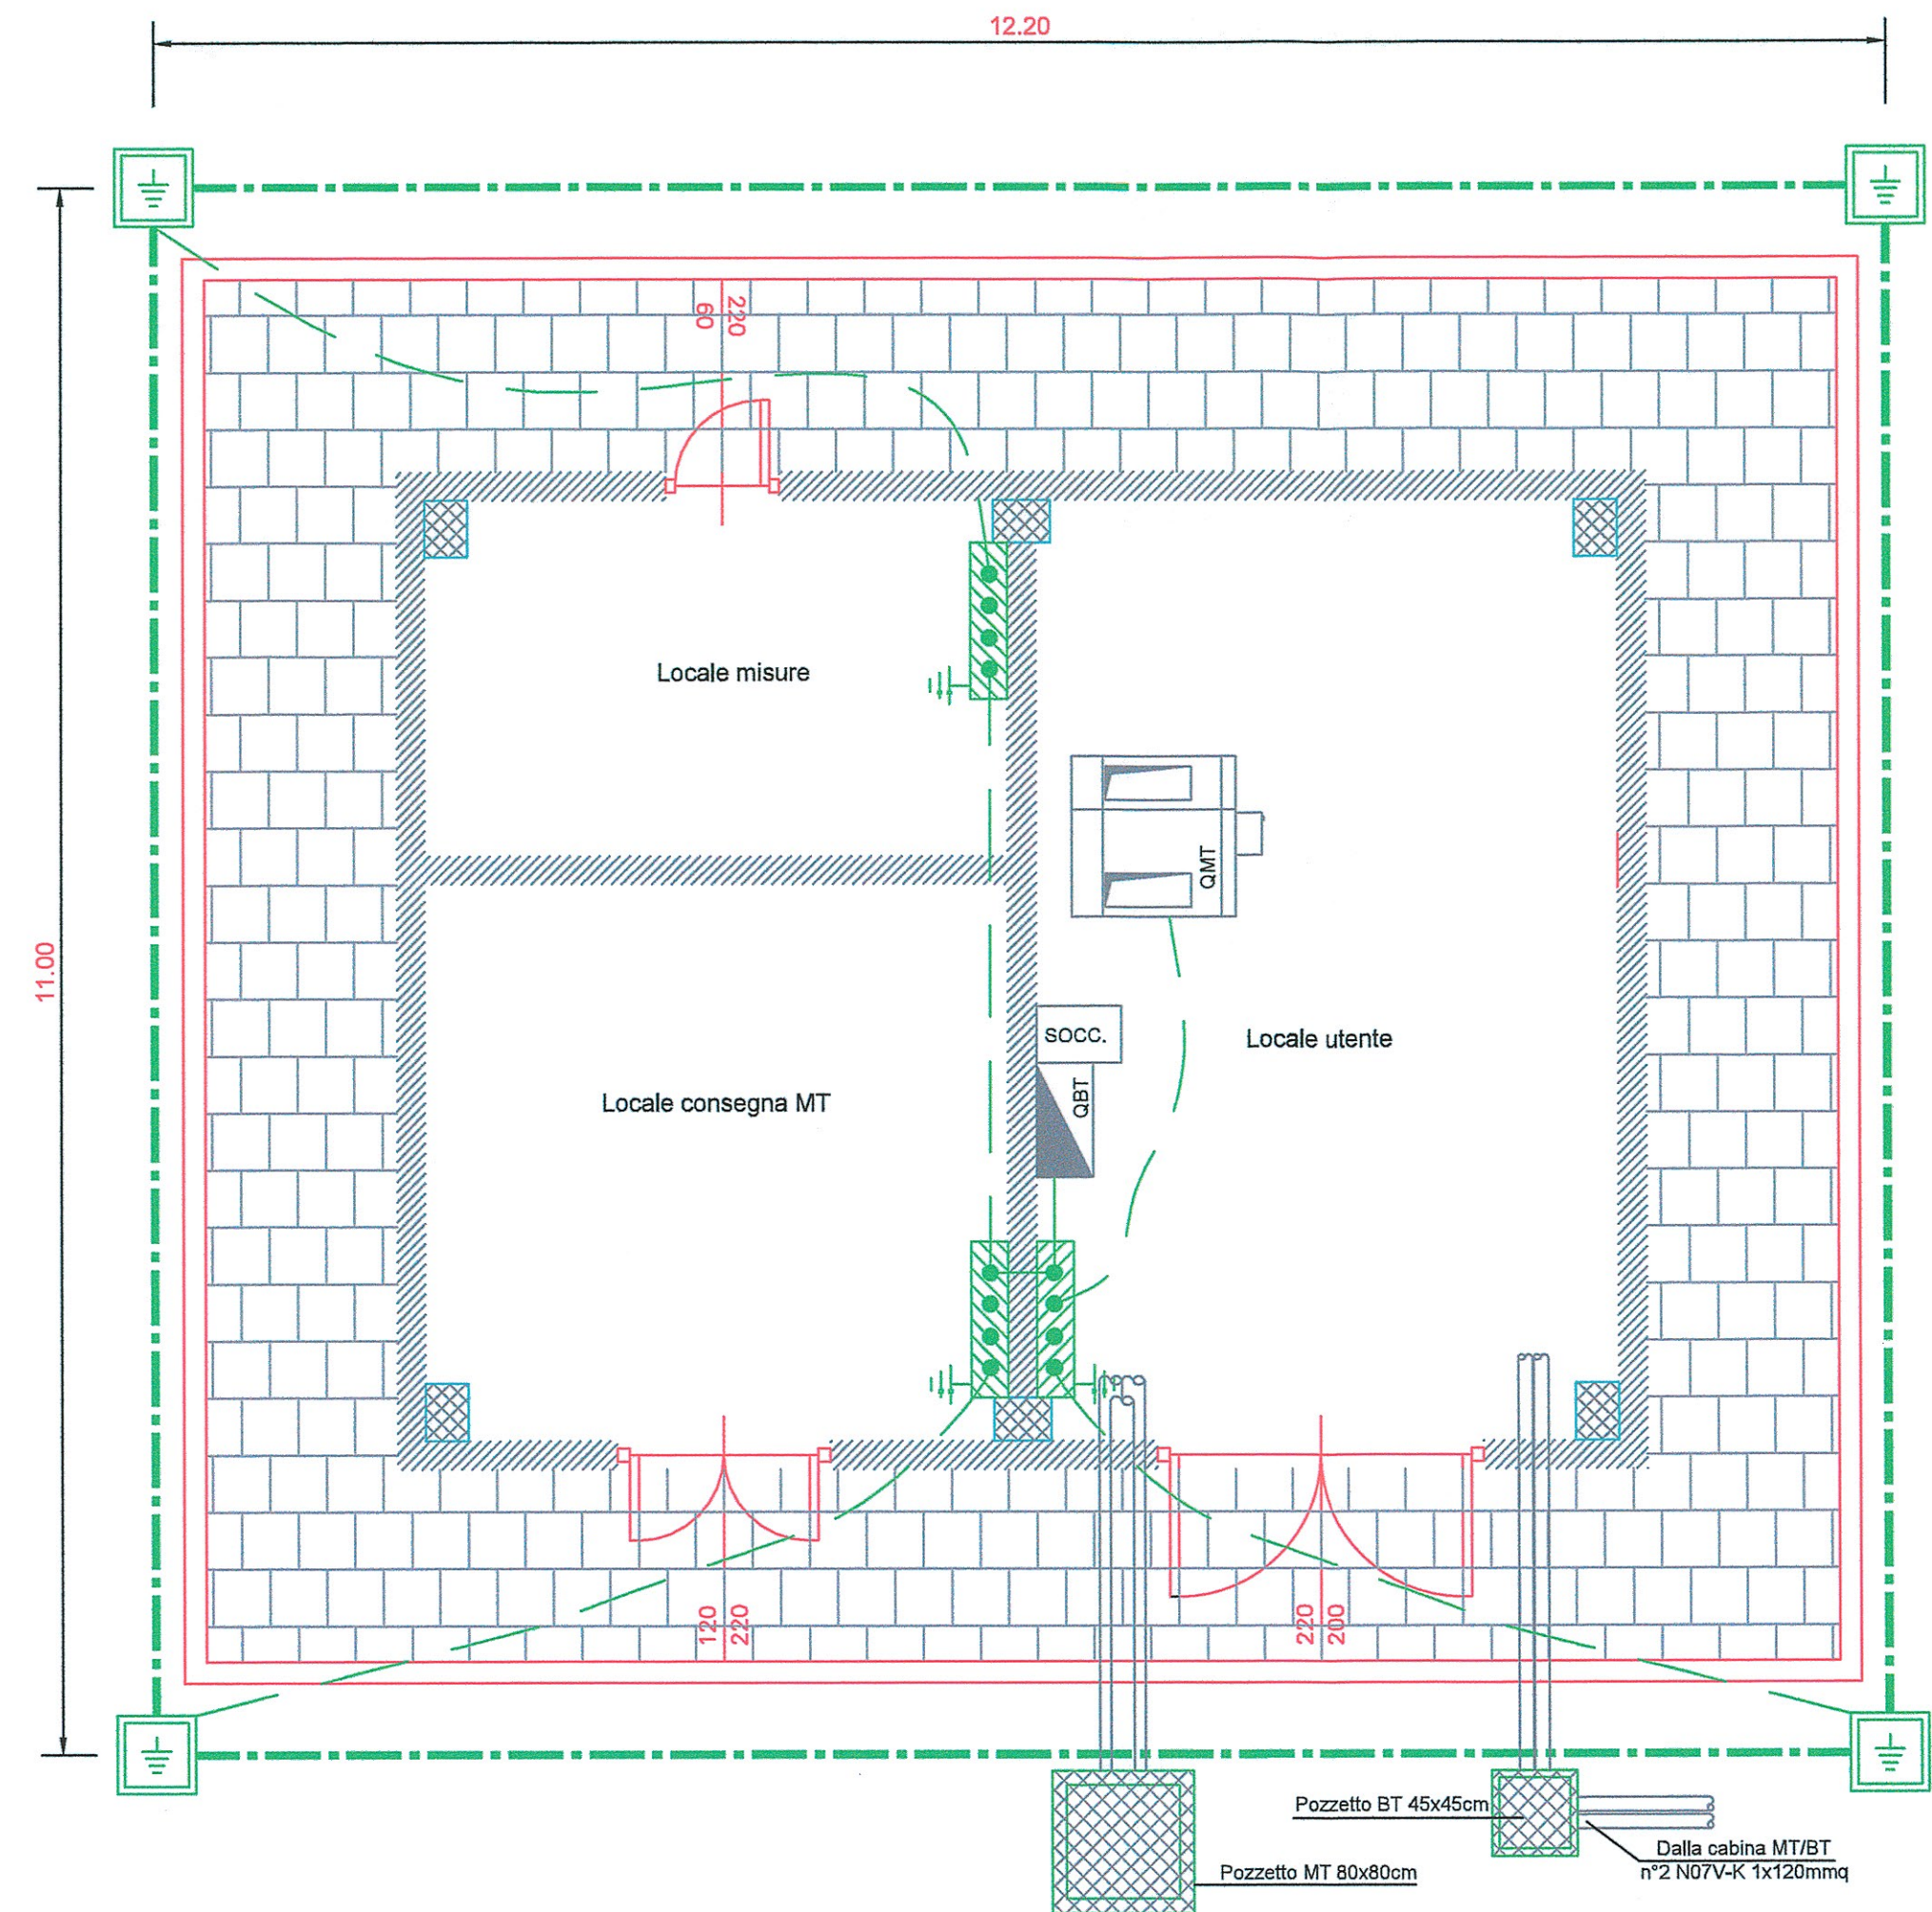 12.20
60
220
11.00
Locale misure
QMT
SOCC.
QBT
Locale utente
Locale consegna MT
120
220
220
200
Pozzetto BT 45x45cm
Dalla cabina MT/BT
n°2 N07V-K 1x120mmq
Pozzetto MT 80x80cm